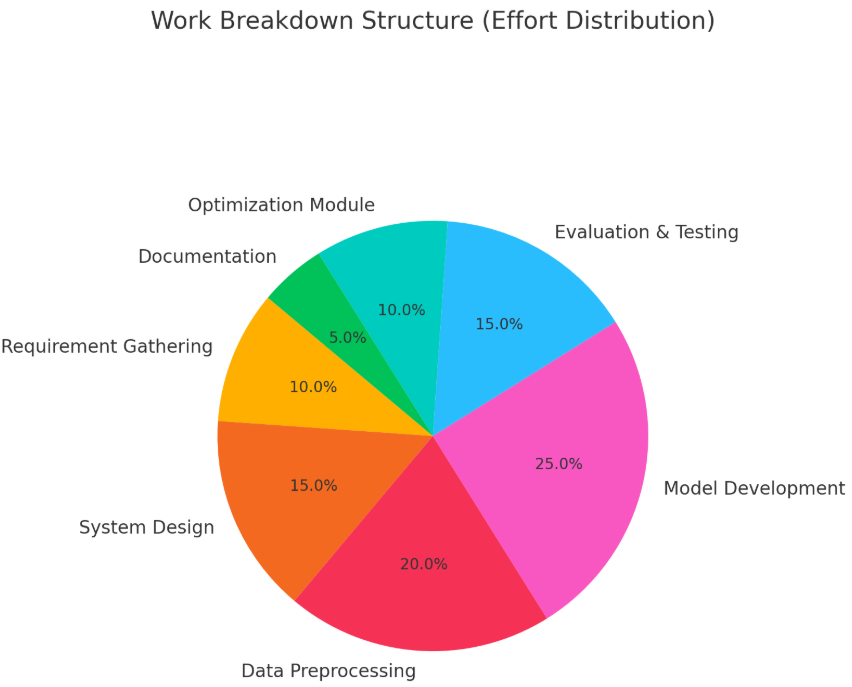 Work Breakdown Structure (Effort Distribution)
Optimization Module
Evaluation & Testing
Documentation
10.0%
15.0%
5.0%
Requirement Gathering
10.0%
25.0%
15.0%
Model Development
System Design
20.0%
Data Preprocessing